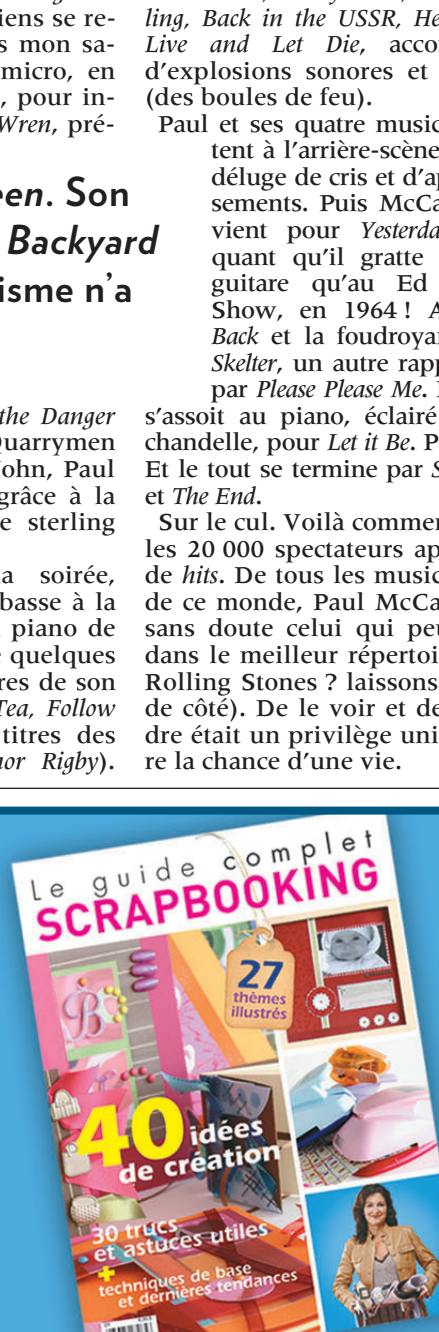 iens se re-
s mon sa-
micro, en
, pour in-
Wren, pré-
een. Son
Backyard
isme n'a
the Danger
Quarrymen
John, Paul
grâce à la
e sterling
a soirée,
basse à la
piano de
e quelques
res de son
Tea, Follow
titres des
nor Rigby).
ling, Back in the USSR, He
Live and Let Die, accor
d'explosions sonores et
(des boules de feu).
Paul et ses quatre music
tent à l'arrière-scène
déluge de cris et d'ap
sements. Puis McCa
vient pour Yesterda
quant qu'il gratte
guitare qu'au Ed
Show, en 1964 ! A
Back et la foudroyan
Skelter, un autre rapp
par Please Please Me.
s'assoit au piano, éclairé
chandelle, pour Let it Be. P
Et le tout se termine par S
et The End.
Sur le cul. Voilà commen
les 20 000 spectateurs ap
de hits. De tous les music
de ce monde, Paul McCa
sans doute celui qui peu
dans le meilleur répertoi
Rolling Stones ? laissons
de côté). De le voir et de
dre était un privilège uni
re la chance d'une vie.
Le guide complet
SCRAPBOOKING
27
thèmes
illustrés
40 idées
de création
30 trucs
et astuces utiles
+
techniques de base
et dernières tendances